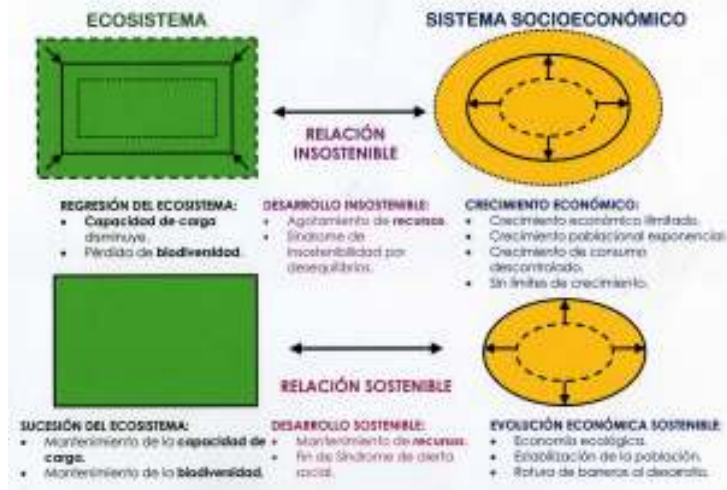 ECOSISTEMA
SISTEMA SOCIOECONÓMICO
RELACIÓN
INSOSTENIBLE
REGRESIÓN DEL ECOSISTEMA:
• Capacidad de carga
disminuye.
• Pérdida de biodiversidad.
DESARROLLO INSOSTENIBLE:
• Agotamiento de recursos.
• Síndrome de
insostenibilidad por
desequilibrios.
CRECIMIENTO ECONÓMICO:
• Crecimiento económico ilimitado.
• Crecimiento poblacional exponencial
• Crecimiento de consumo
descontrolado.
• Sin límites de crecimiento.
RELACIÓN SOSTENIBLE
SUCESIÓN DEL ECOSISTEMA:
• Mantenimiento de la capacidad de
carga.
• Mantenimiento de la biodiversidad.
DESARROLLO SOSTENIBLE:
• Mantenimiento de recursos.
• Fin de Síndrome de alerta
EVOLUCIÓN ECONÓMICA SOSTENIBLE:
• Economía ecológica.
• Estabilización de la población.
• Rotura de barreras al desarrollo.